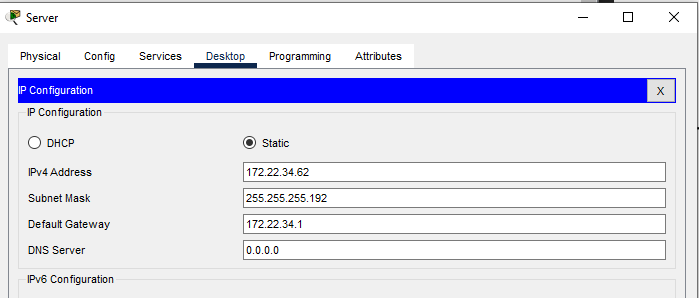 Server
Physical Config Services Desktop Programming Attributes
IP Configuration X
IP Configuration
DHCP Static
IPv4 Address 172.22.34.62
Subnet Mask 255.255.255.192
Default Gateway 172.22.34.1
DNS Server 0.0.0.0
IPv6 Configuration